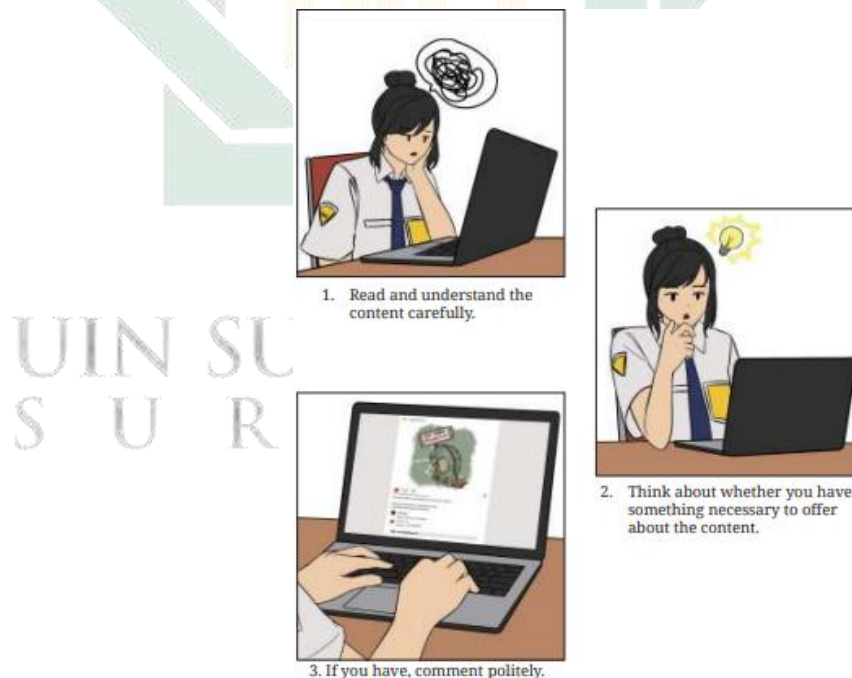 1. Read and understand the
content carefully.
UIN SU
S U R
2. Think about whether you have
something necessary to offer
about the content.
3. If you have, comment politely.